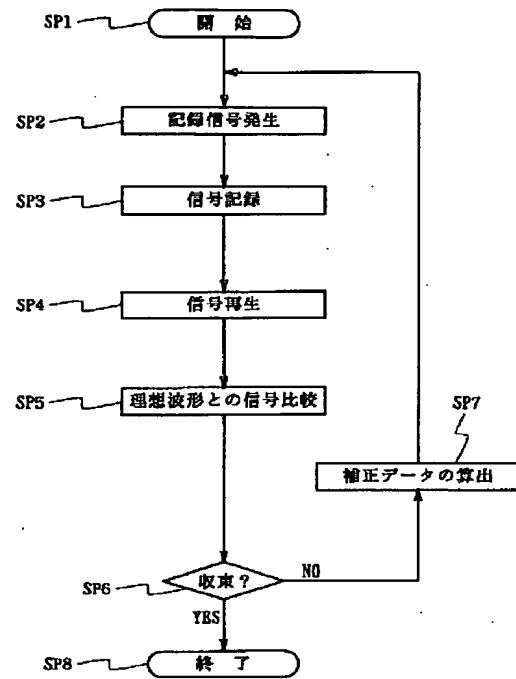 SP1 開始
SP2 記録信号発生
SP3 信号記録
SP4 信号再生
SP5 理想波形との信号比較
SP7
補正データの算出
SP6 収束? NO
YES
SP8 終了